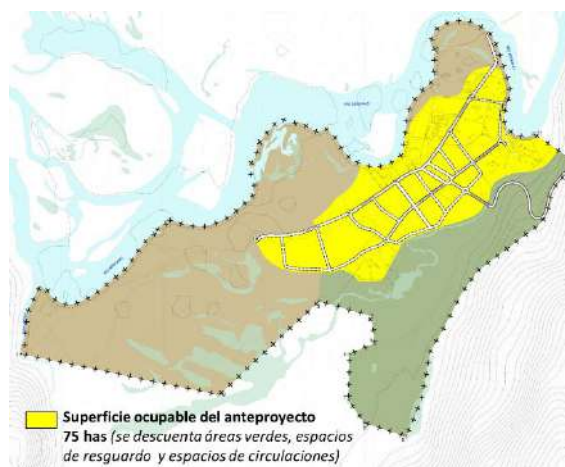 Superficie ocupable del anteproyecto
75 has (se descuenta áreas verdes, espacios
de resguardo y espacios de circulaciones)